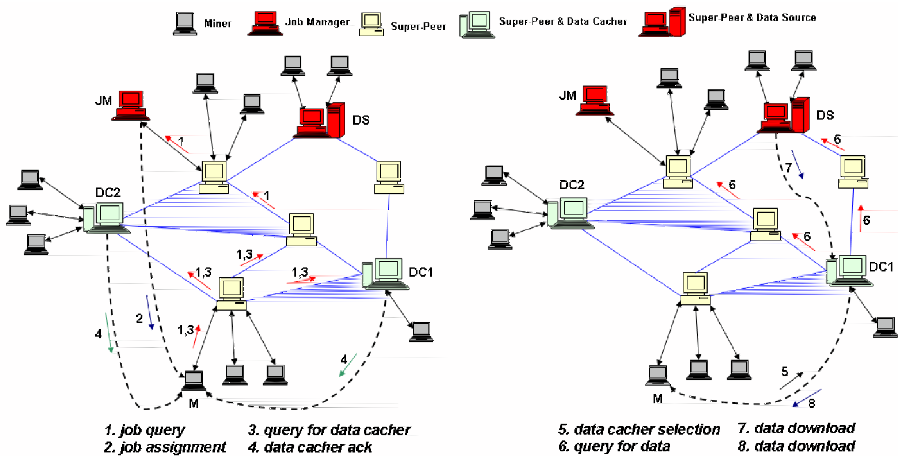 Miner
Job Manager
Super-Peer
Super-Peer & Data Cacher
Super-Peer & Data Source
JM
1
DS
DC2
1
1,3
1,3
1,3
DC1
2
1,3
4
4
M
1. job query
3. query for data cacher
2. job assignment
4. data cacher ack
JM
DS
6
7
DC2
6
6
6
DC1
5
M
8
5. data cacher selection
7. data download
6. query for data
8. data download